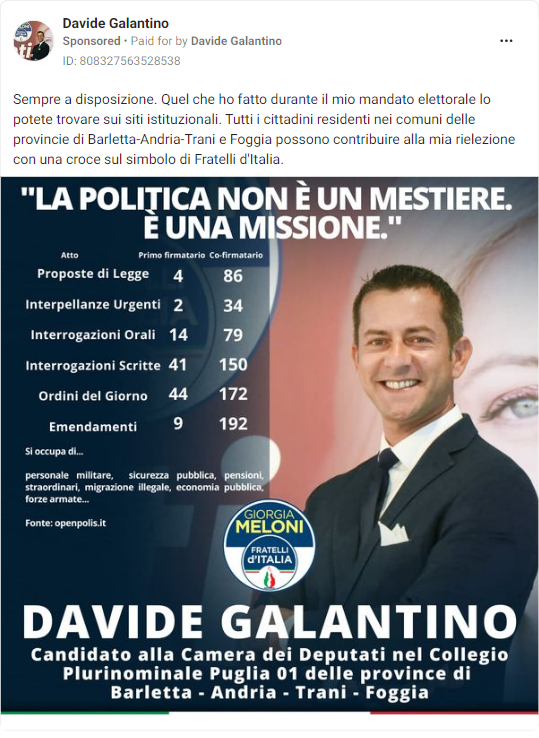 Davide Galantino
Sponsored • Paid for by Davide Galantino
ID: 808327563528538
Sempre a disposizione. Quel che ho fatto durante il mio mandato elettorale lo
potete trovare sui siti istituzionali. Tutti i cittadini residenti nei comuni delle
provincie di Barletta-Andria-Trani e Foggia possono contribuire alla mia rielezione
con una croce sul simbolo di Fratelli d'Italia.
"LA POLITICA NON È UN MESTIERE.
È UNA MISSIONE."
Atto Primo firmatario Co-firmatario
Proposte di Legge 4 86
Interpellanze Urgenti 2 34
Interrogazioni Orali 14 79
Interrogazioni Scritte 41 150
Ordini del Giorno 44 172
Emendamenti 9 192
Si occupa di...
personale militare, sicurezza pubblica, pensioni,
straordinari, migrazione illegale, economia pubblica,
forze armate...
Fonte: openpolis.it
GIORGIA
MELONI
FRATELLI
d'ITALIA
DAVIDE GALANTINO
Candidato alla Camera dei Deputati nel Collegio
Plurinominale Puglia 01 delle province di
Barletta - Andria - Trani - Foggia